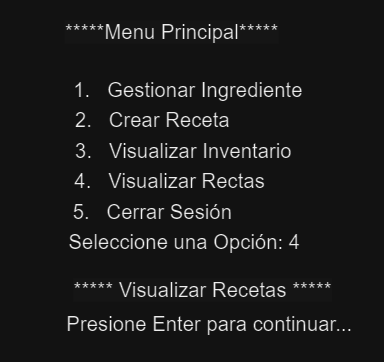 *****Menu Principal*****
1. Gestionar Ingrediente
2. Crear Receta
3. Visualizar Inventario
4. Visualizar Rectas
5. Cerrar Sesión
Seleccione una Opción: 4
***** Visualizar Recetas *****
Presione Enter para continuar...